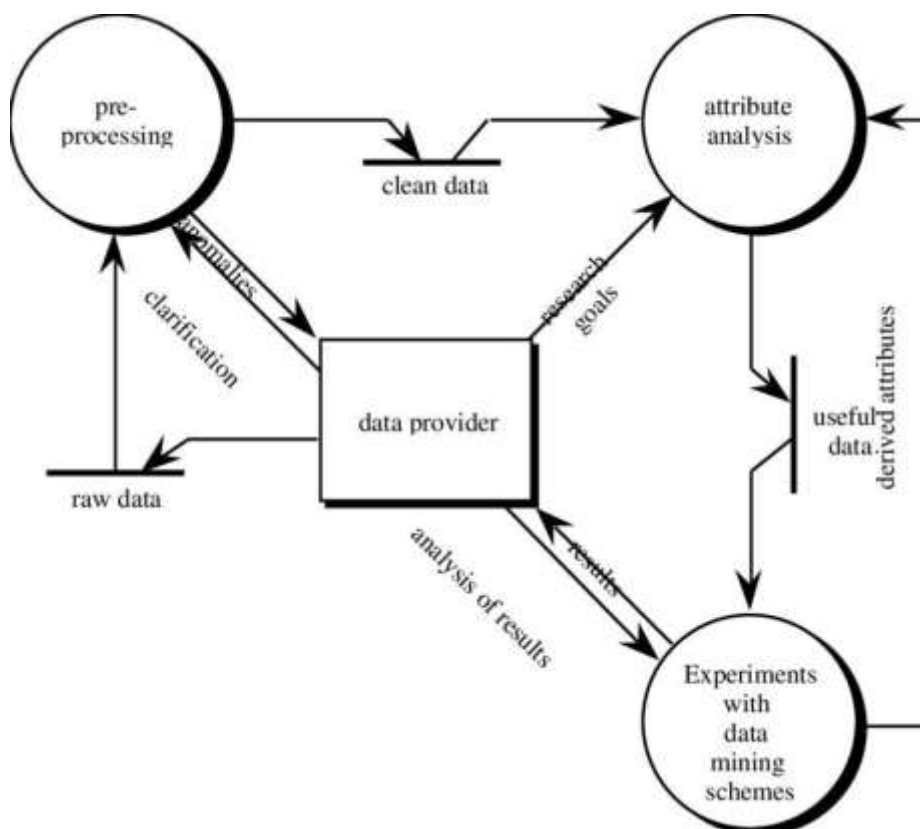 pre-
processing
attribute
analysis
clean data
anomalies
clarification
research
goals
data provider
raw data
useful
data.
derived attributes
analysis of results
results
Experiments
with
data
mining
schemes